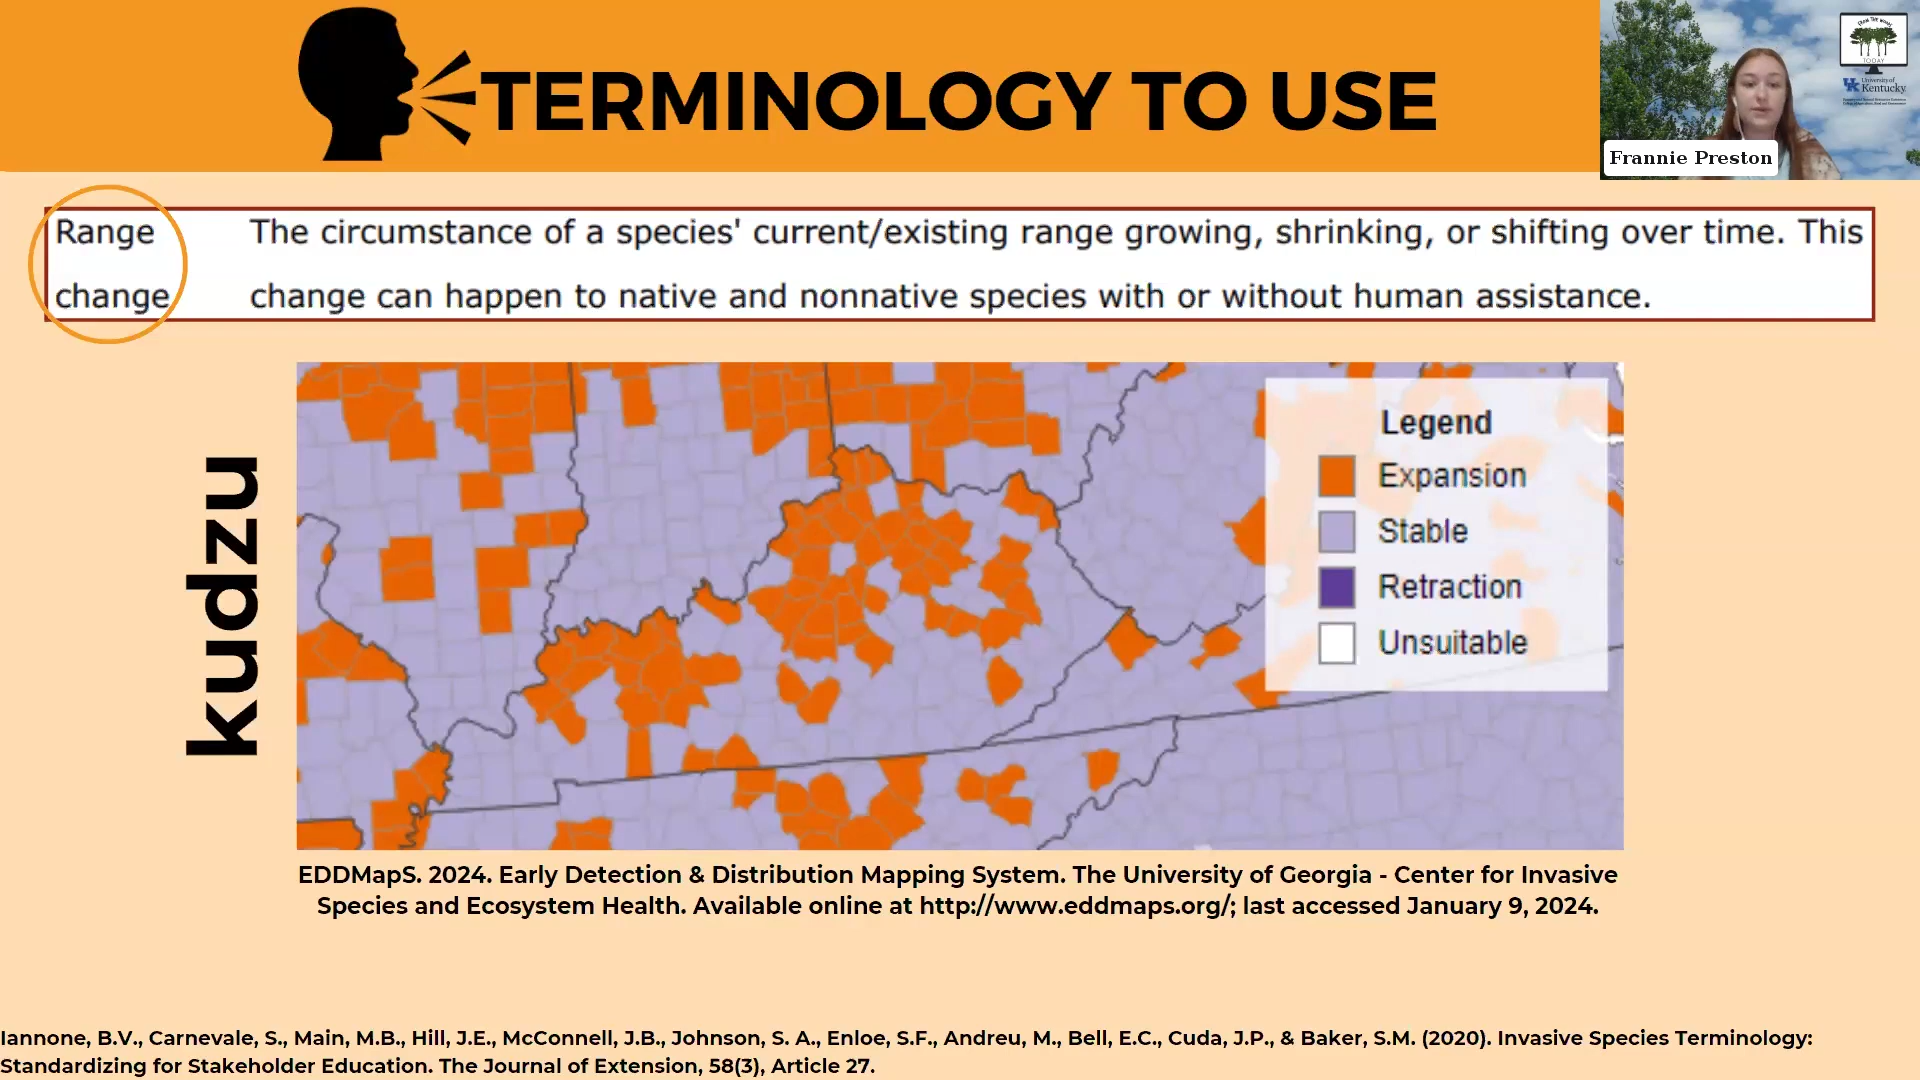 TERMINOLOGY TO USE
TODAY
University of
Kentucky
Frannie Preston
Range The circumstance of a species' current/existing range growing, shrinking, or shifting over time. This
change change can happen to native and nonnative species with or without human assistance.
kudzu
Legend
Expansion
Stable
Retraction
Unsuitable
EDDMapS. 2024. Early Detection & Distribution Mapping System. The University of Georgia - Center for Invasive
Species and Ecosystem Health. Available online at http://www.eddmaps.org/; last accessed January 9, 2024.
Iannone, B.V., Carnevale, S., Main, M.B., Hill, J.E., McConnell, J.B., Johnson, S. A., Enloe, S.F., Andreu, M., Bell, E.C., Cuda, J.P., & Baker, S.M. (2020). Invasive Species Terminology:
Standardizing for Stakeholder Education. The Journal of Extension, 58(3), Article 27.